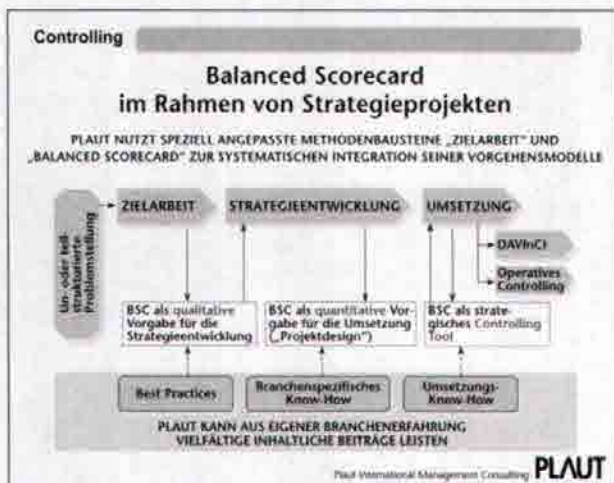 Controlling
Balanced Scorecard
im Rahmen von Strategieprojekten
PLAUT NUTZT SPEZIELL ANGEPASSTE METHODENBAUSTEINE „ZIELARBEIT“ UND
„BALANCED SCORECARD“ ZUR SYSTEMATISCHEN INTEGRATION SEINER VORGEHENSMODELLE
Un- oder teil-
strukturierte
Problemstellung
ZIELARBEIT
STRATEGIEENTWICKLUNG
UMSETZUNG
DAVInCI
Operatives
Controlling
BSC als qualitative
Vorgabe für die
Strategieentwicklung
BSC als quantitative Vor-
gabe für die Umsetzung
(„Projektdesign“)
BSC als strate-
gisches Controlling
Tool
Best Practices
Branchenspezifisches
Know-How
Umsetzungs-
Know-How
PLAUT KANN AUS EIGENER BRANCHENERFAHRUNG
VIELFÄLTIGE INHALTLICHE BEITRÄGE LEISTEN
Plaut International Management Consulting PLAUT